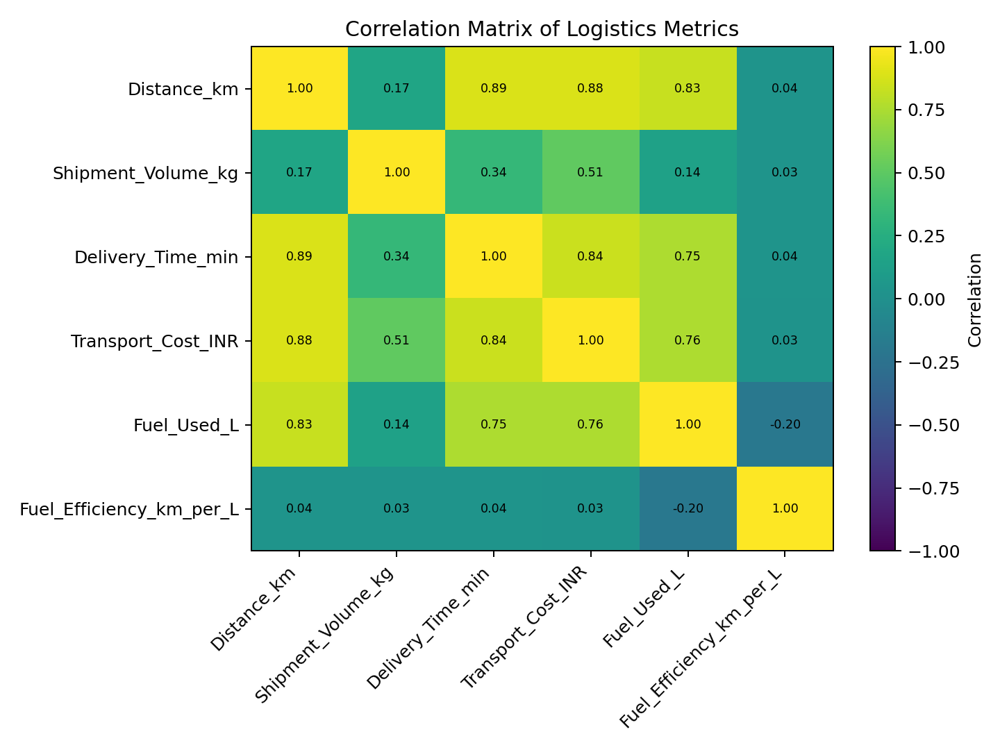 Correlation Matrix of Logistics Metrics
Distance_km 1.00 0.17 0.89 0.88 0.83 0.04
Shipment_Volume_kg 0.17 1.00 0.34 0.51 0.14 0.03
Delivery_Time_min 0.89 0.34 1.00 0.84 0.75 0.04
Transport_Cost_INR 0.88 0.51 0.84 1.00 0.76 0.03
Fuel_Used_L 0.83 0.14 0.75 0.76 1.00 -0.20
Fuel_Efficiency_km_per_L 0.04 0.03 0.04 0.03 -0.20 1.00
Distance_km
Shipment_Volume_kg
Delivery_Time_min
Transport_Cost_INR
Fuel_Used_L
Fuel_Efficiency_km_per_L
1.00
0.75
0.50
0.25
0.00
−0.25
−0.50
−0.75
−1.00
Correlation